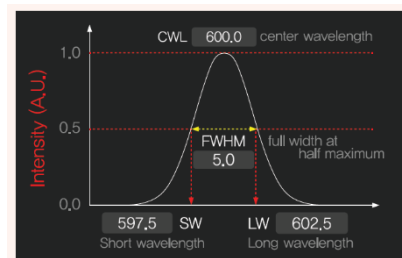 CWL 600.0 center wavelength
1.0
Intensity (A.U.)
0.5
FWHM full width at
5.0 half maximum
0.0
597.5 SW LW 602.5
Short wavelength Long wavelength